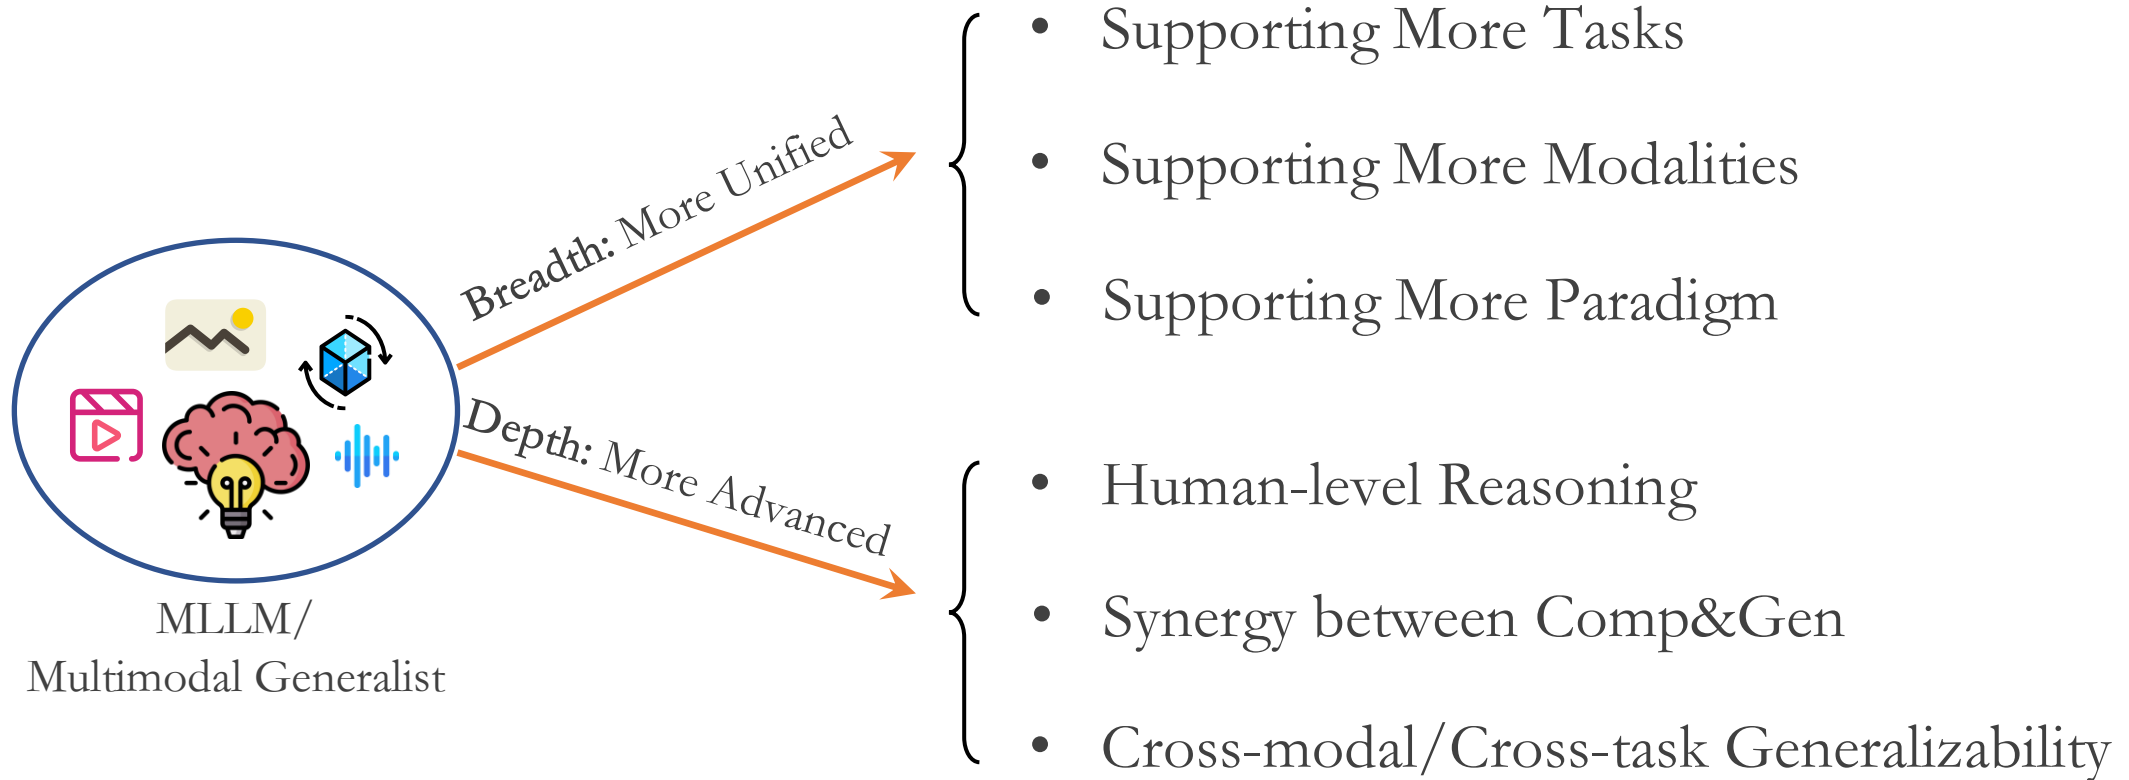 MLLM/
Multimodal Generalist
Breadth: More Unified
• Supporting More Tasks
• Supporting More Modalities
• Supporting More Paradigm
Depth: More Advanced
• Human-level Reasoning
• Synergy between Comp&Gen
• Cross-modal/Cross-task Generalizability